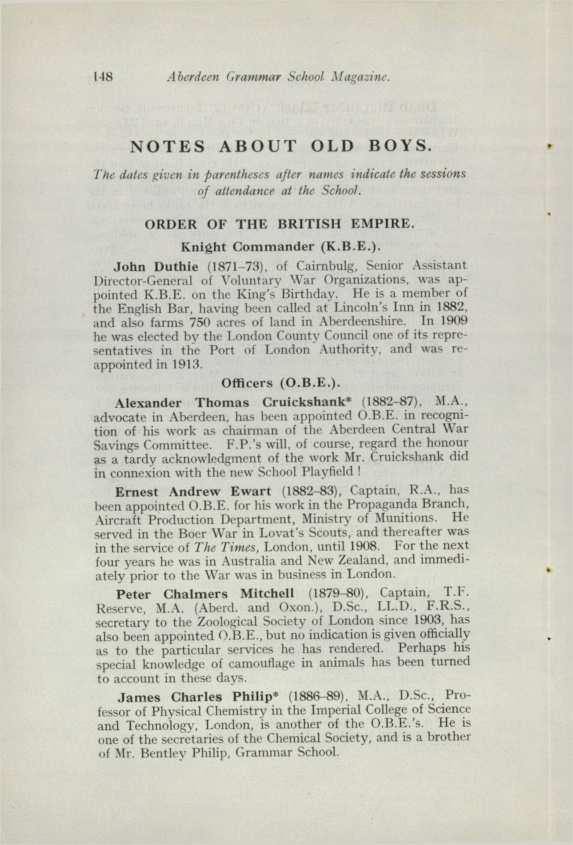 148 Aberdeen Grammar School Magazine.
NOTES ABOUT OLD BOYS.
The dates given in parentheses after names indicate the sessions
of attendance at the School.
ORDER OF THE BRITISH EMPIRE.
Knight Commander (K.B.E.).
John Duthie (1871–73), of Cairnbulg, Senior Assistant
Director-General of Voluntary War Organizations, was ap-
pointed K.B.E. on the King's Birthday. He is a member of
the English Bar, having been called at Lincoln's Inn in 1882,
and also farms 750 acres of land in Aberdeenshire. In 1909
he was elected by the London County Council one of its repre-
sentatives in the Port of London Authority, and was re-
appointed in 1913.
Officers (O.B.E.).
Alexander Thomas Cruickshank* (1882–87), M.A.,
advocate in Aberdeen, has been appointed O.B.E. in recogni-
tion of his work as chairman of the Aberdeen Central War
Savings Committee. F.P.'s will, of course, regard the honour
as a tardy acknowledgment of the work Mr. Cruickshank did
in connexion with the new School Playfield !
Ernest Andrew Ewart (1882–83), Captain, R.A., has
been appointed O.B.E. for his work in the Propaganda Branch,
Aircraft Production Department, Ministry of Munitions. He
served in the Boer War in Lovat's Scouts, and thereafter was
in the service of The Times, London, until 1908. For the next
four years he was in Australia and New Zealand, and immedi-
ately prior to the War was in business in London.
Peter Chalmers Mitchell (1879–80), Captain, T.F.
Reserve, M.A. (Aberd. and Oxon.), D.Sc., LL.D., F.R.S.,
secretary to the Zoological Society of London since 1903, has
also been appointed O.B.E., but no indication is given officially
as to the particular services he has rendered. Perhaps his
special knowledge of camouflage in animals has been turned
to account in these days.
James Charles Philip* (1886–89), M.A., D.Sc., Pro-
fessor of Physical Chemistry in the Imperial College of Science
and Technology, London, is another of the O.B.E.'s. He is
one of the secretaries of the Chemical Society, and is a brother
of Mr. Bentley Philip, Grammar School.